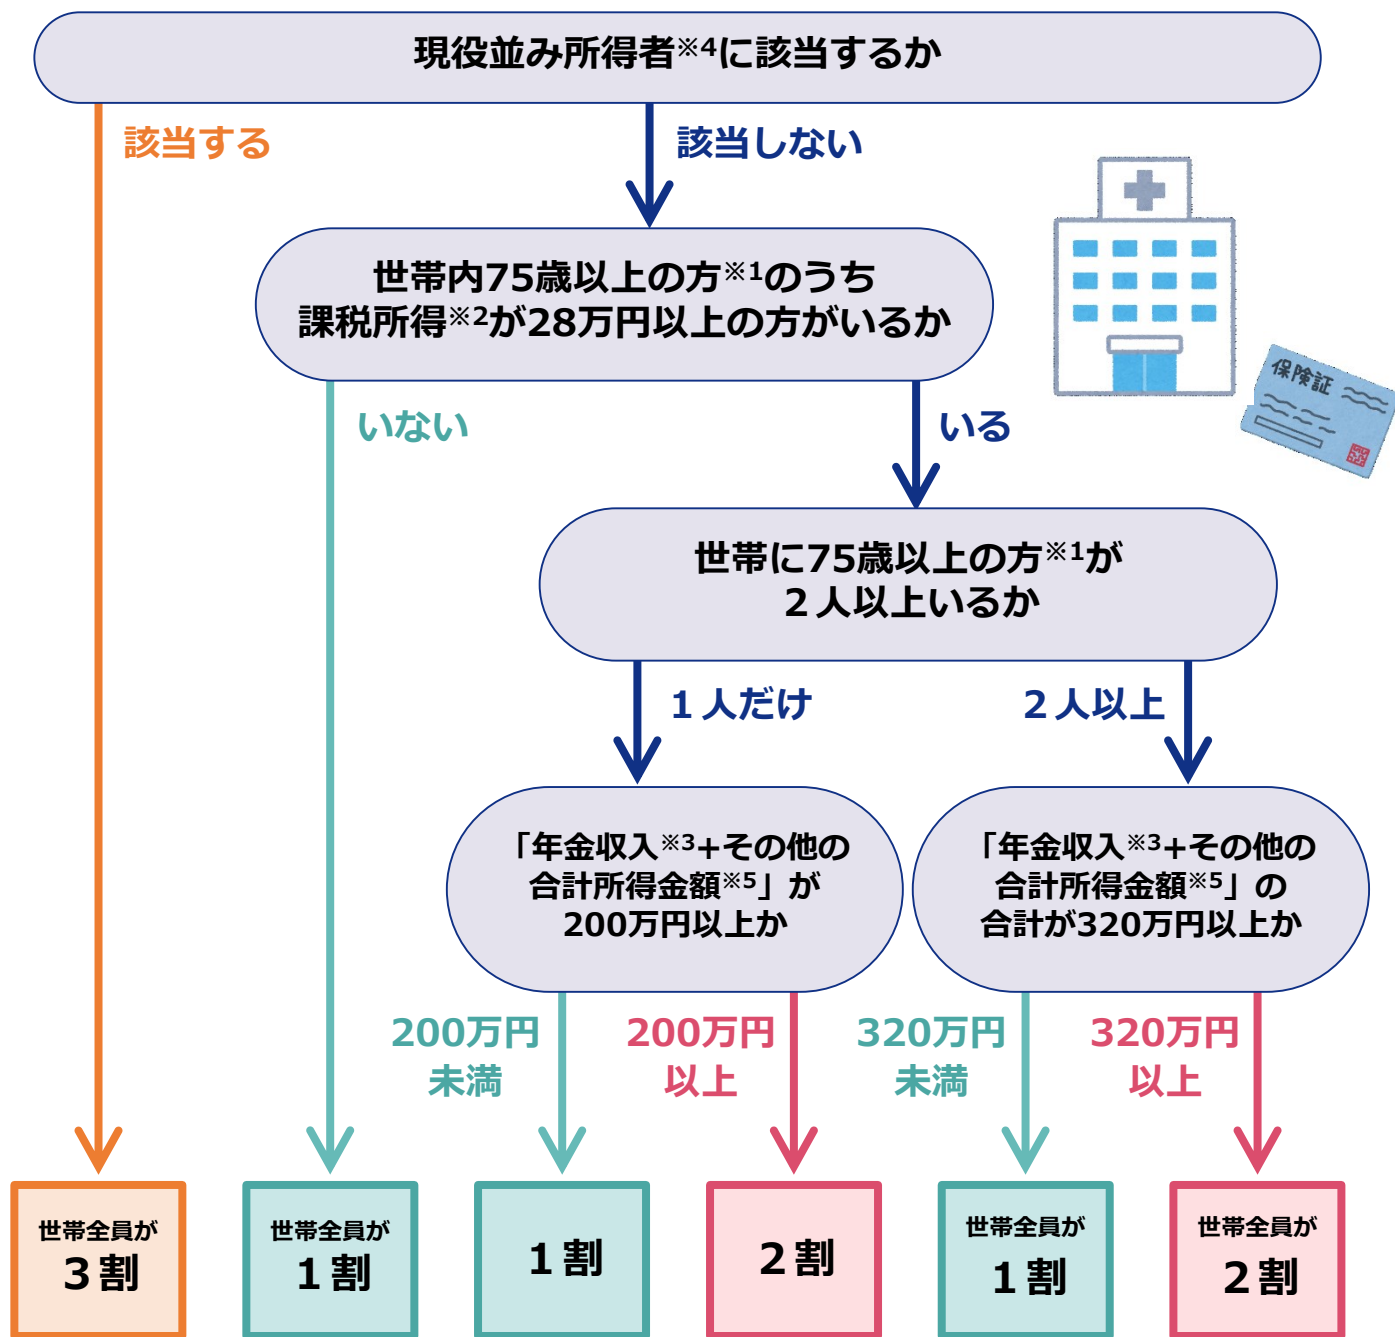 現役並み所得者※4に該当するか
該当する
該当しない
世帯内75歳以上の方※1のうち
課税所得※2が28万円以上の方がいるか
保険証
いない
いる
世帯に75歳以上の方※1が
２人以上いるか
１人だけ
２人以上
「年金収入※3+その他の
合計所得金額※5」が
200万円以上か
「年金収入※3+その他の
合計所得金額※5」の
合計が320万円以上か
200万円
未満
200万円
以上
320万円
未満
320万円
以上
世帯全員が
３割
世帯全員が
１割
１割
２割
世帯全員が
１割
世帯全員が
２割